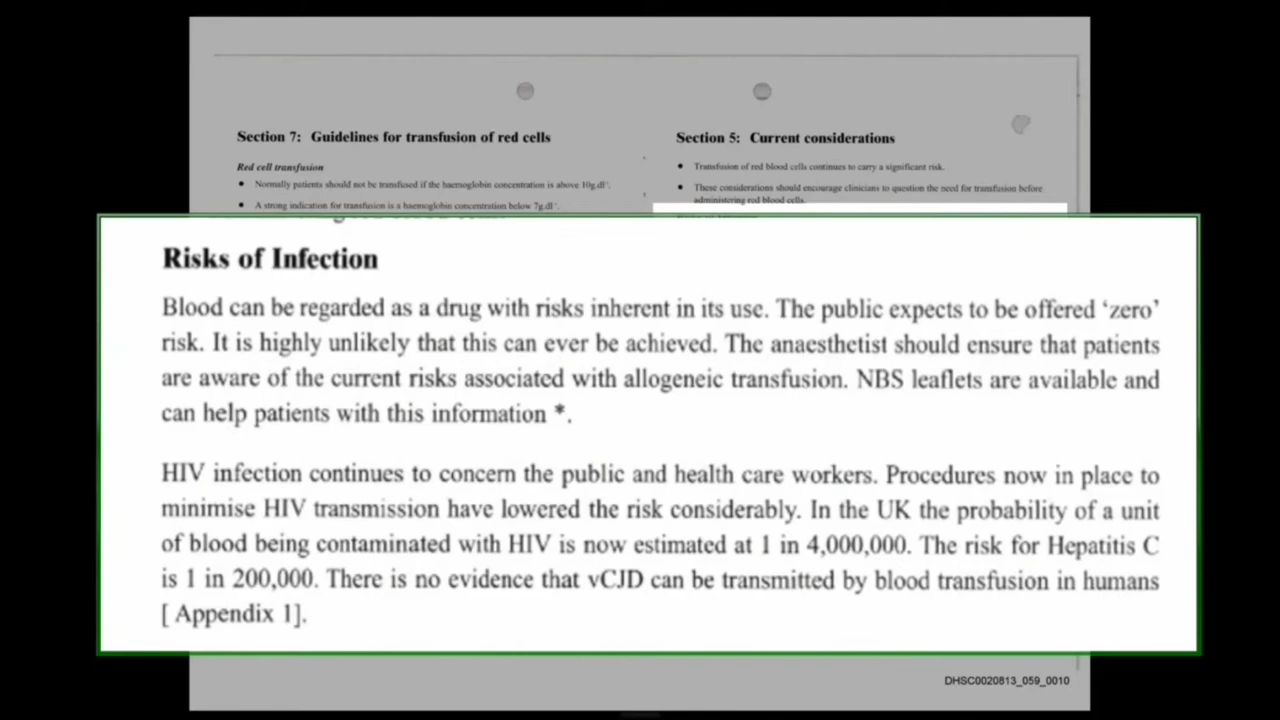 Section 7: Guidelines for transfusion of red cells
Red cell transfusion
• Normally patients should not be transfused if the haemoglobin concentration is above 10g.dl⁻¹.
• A strong indication for transfusion is a haemoglobin concentration below 7g.dl⁻¹.
Section 5: Current considerations
• Transfusion of red blood cells continues to carry a significant risk.
• These considerations should encourage clinicians to question the need for transfusion before
administering red blood cells.
Risks of Infection
Blood can be regarded as a drug with risks inherent in its use. The public expects to be offered ‘zero’
risk. It is highly unlikely that this can ever be achieved. The anaesthetist should ensure that patients
are aware of the current risks associated with allogeneic transfusion. NBS leaflets are available and
can help patients with this information *.
HIV infection continues to concern the public and health care workers. Procedures now in place to
minimise HIV transmission have lowered the risk considerably. In the UK the probability of a unit
of blood being contaminated with HIV is now estimated at 1 in 4,000,000. The risk for Hepatitis C
is 1 in 200,000. There is no evidence that vCJD can be transmitted by blood transfusion in humans
[ Appendix 1].
DHSC0020813_059_0010